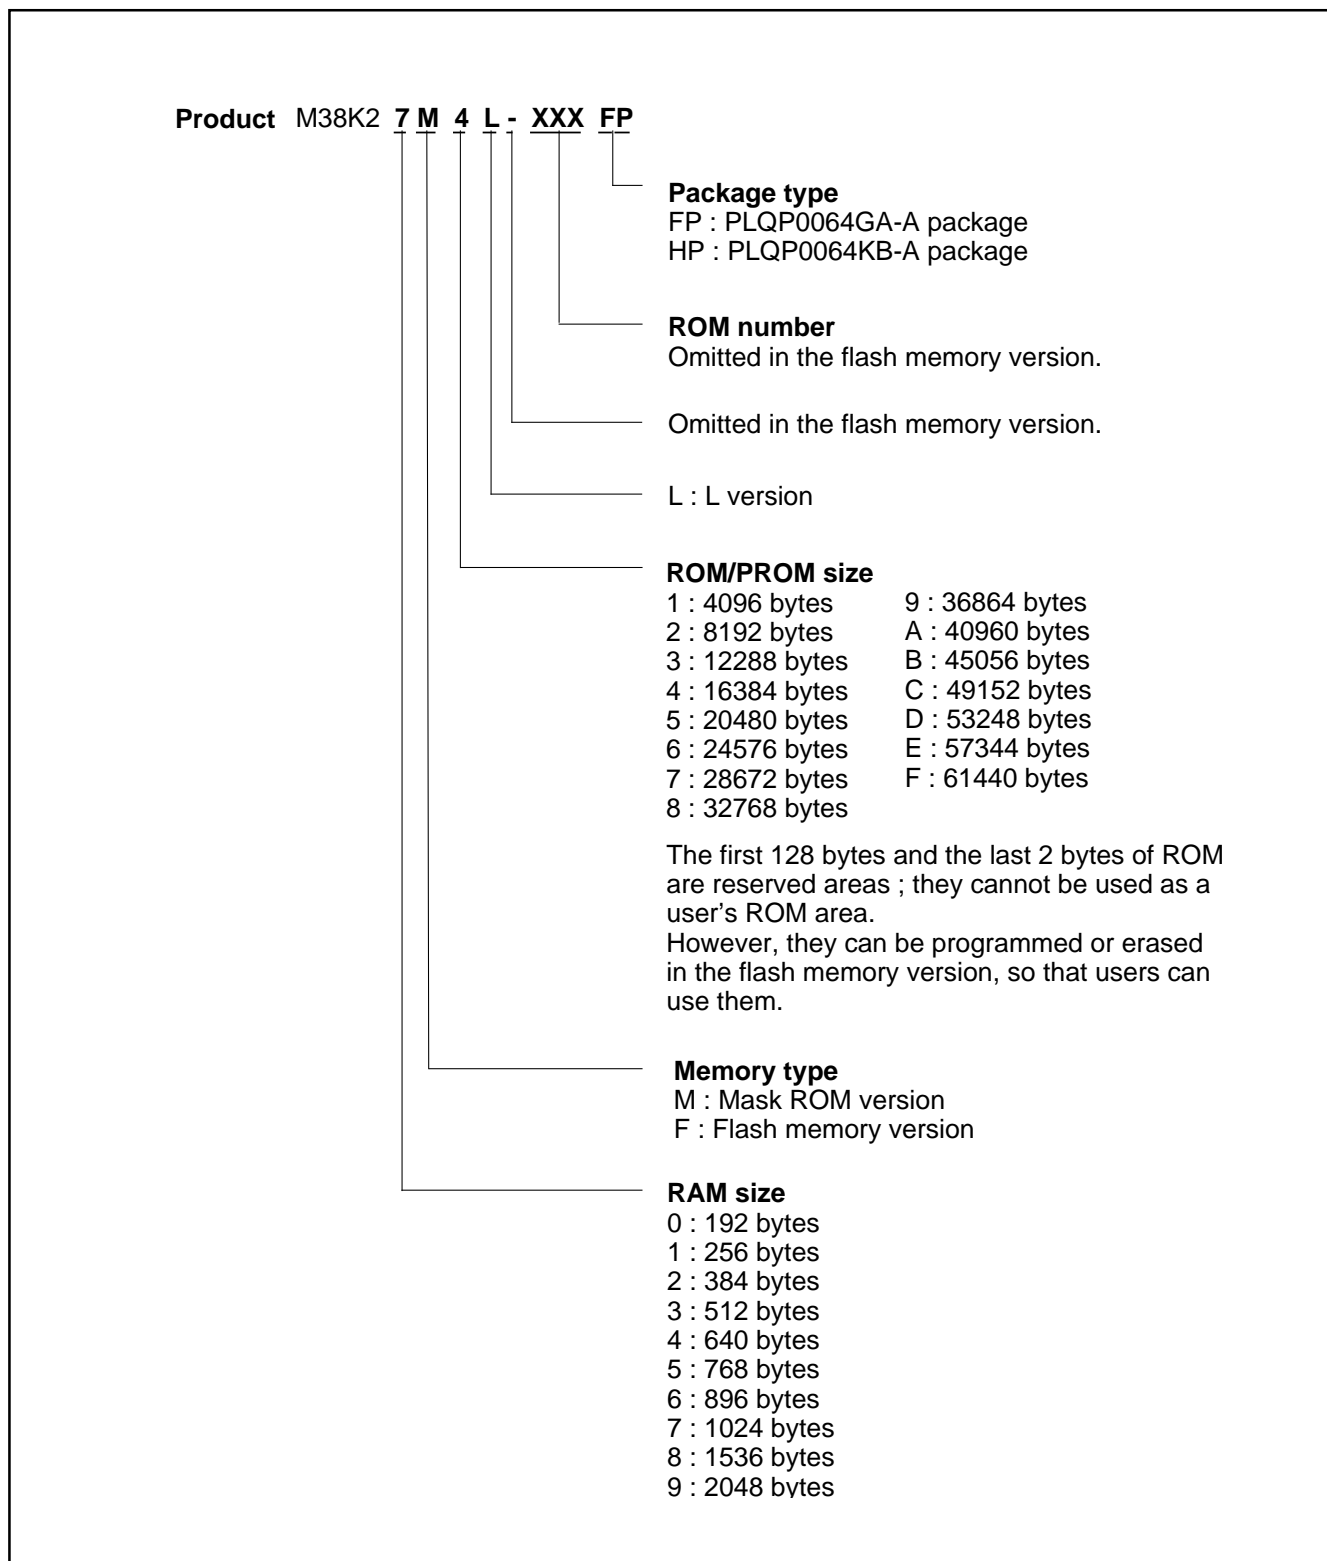 Product M38K2 7 M 4 L - XXX FP
Package type
FP : PLQP0064GA-A package
HP : PLQP0064KB-A package
ROM number
Omitted in the flash memory version.
Omitted in the flash memory version.
L : L version
ROM/PROM size
1 : 4096 bytes
2 : 8192 bytes
3 : 12288 bytes
4 : 16384 bytes
5 : 20480 bytes
6 : 24576 bytes
7 : 28672 bytes
8 : 32768 bytes
9 : 36864 bytes
A : 40960 bytes
B : 45056 bytes
C : 49152 bytes
D : 53248 bytes
E : 57344 bytes
F : 61440 bytes
The first 128 bytes and the last 2 bytes of ROM
are reserved areas ; they cannot be used as a
user’s ROM area.
However, they can be programmed or erased
in the flash memory version, so that users can
use them.
Memory type
M : Mask ROM version
F : Flash memory version
RAM size
0 : 192 bytes
1 : 256 bytes
2 : 384 bytes
3 : 512 bytes
4 : 640 bytes
5 : 768 bytes
6 : 896 bytes
7 : 1024 bytes
8 : 1536 bytes
9 : 2048 bytes